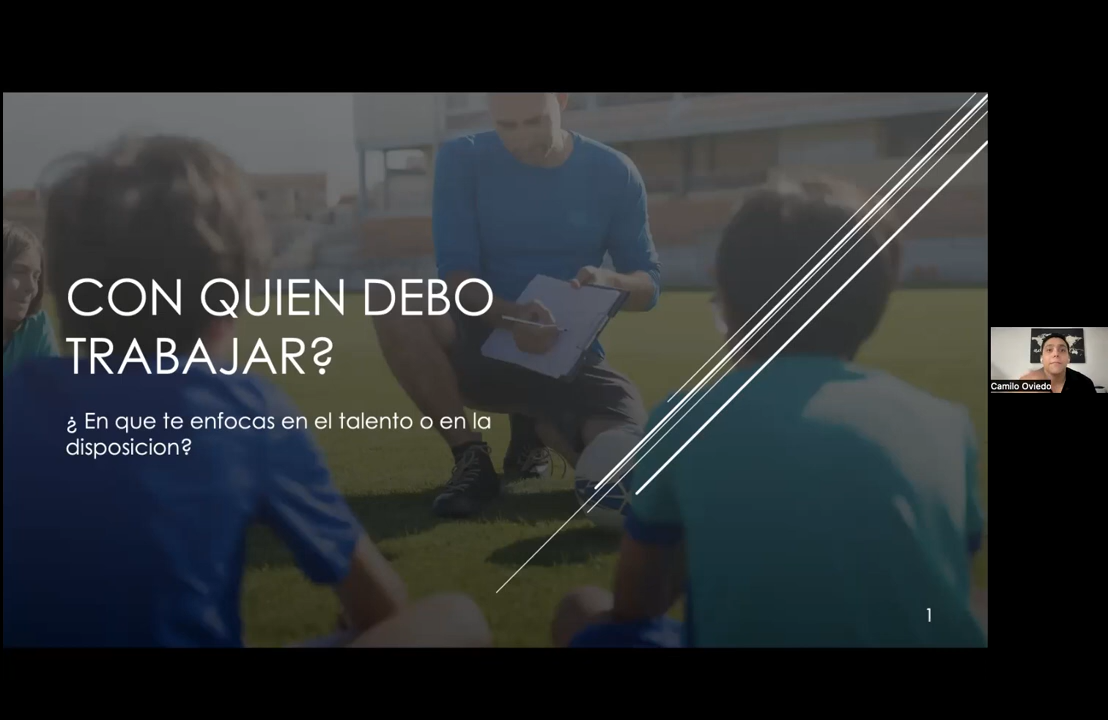 CON QUIEN DEBO
TRABAJAR?
¿ En que te enfocas en el talento o en la
disposicion?
1
Camilo Oviedo